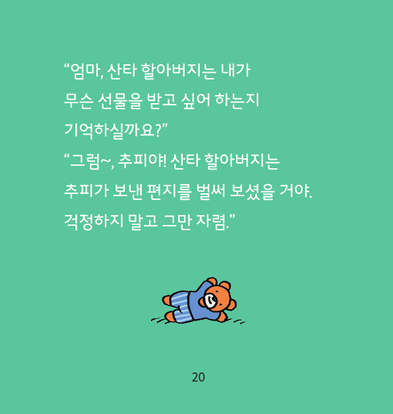 “엄마, 산타 할아버지는 내가
무슨 선물을 받고 싶어 하는지
기억하실까요?”
“그럼~, 추피야! 산타 할아버지는
추피가 보낸 편지를 벌써 보셨을 거야.
걱정하지 말고 그만 자렴.”
20